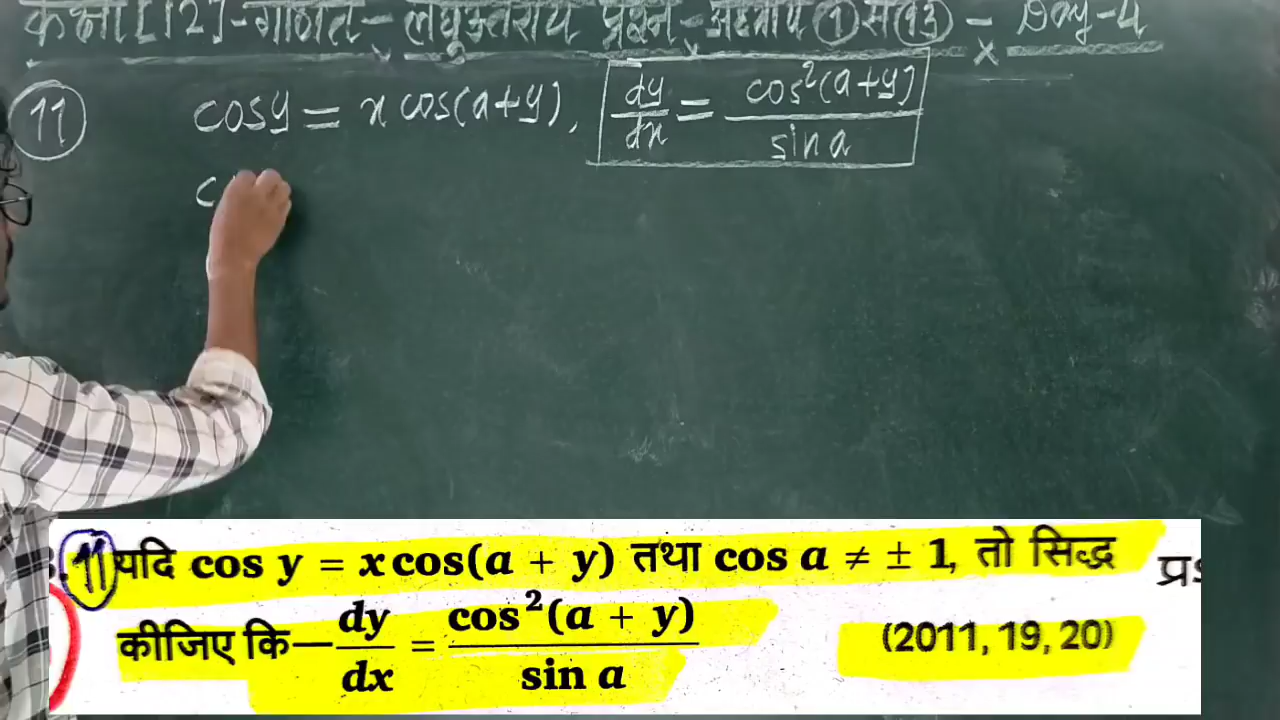 कक्षा [12]-गणित - लघुउत्तरीय प्रश्न - अध्याय ① से ⑬ - Day-4
11 cosy = x cos(a+y), dy/dx = cos²(a+y)/sin a
c
11 यदि cos y = x cos(a + y) तथा cos a ≠ ± 1, तो सिद्ध
कीजिए कि— dy/dx = cos²(a + y)/sin a (2011, 19, 20)